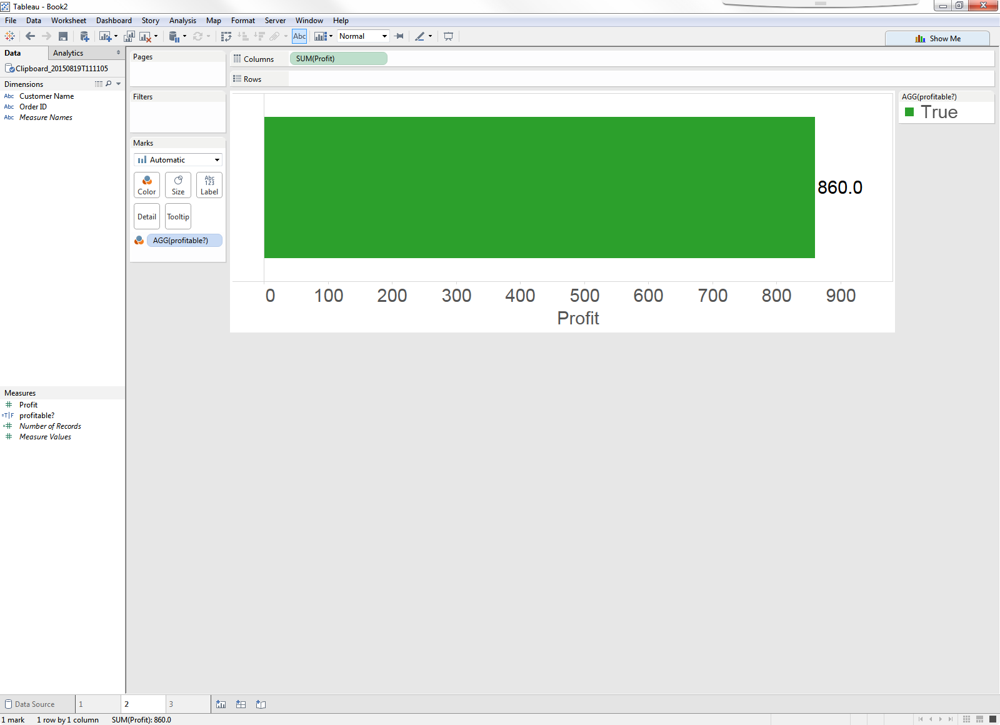 Tableau - Book2
File Data Worksheet Dashboard Story Analysis Map Format Server Window Help
Abc Normal Show Me
Data Analytics
Clipboard_20150819T111105
Dimensions
Abc Customer Name
Abc Order ID
Abc Measure Names
Measures
Profit
=T|F profitable?
Number of Records
Measure Values
Pages
Filters
Marks
Automatic
Color Size Abc 123 Label
Detail Tooltip
AGG(profitable?)
Columns SUM(Profit)
Rows
860.0
0 100 200 300 400 500 600 700 800 900
Profit
AGG(profitable?)
True
Data Source 1 2 3
1 mark 1 row by 1 column SUM(Profit): 860.0